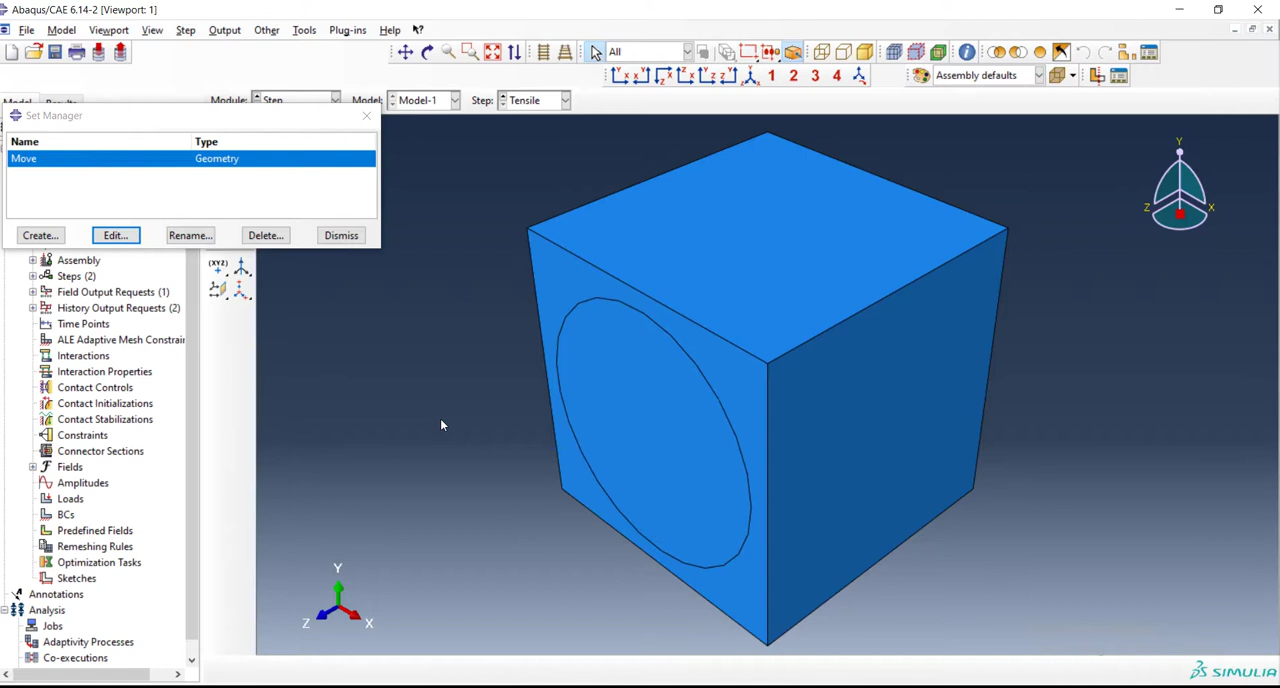 Abaqus/CAE 6.14-2 [Viewport: 1]
File Model Viewport View Step Output Other Tools Plug-ins Help
All
1 2 3 4 Assembly defaults
Module: Step Model: Model-1 Step: Tensile
Set Manager
Name Type
Move Geometry
Create... Edit... Rename... Delete... Dismiss
Assembly
Steps (2)
Field Output Requests (1)
History Output Requests (2)
Time Points
ALE Adaptive Mesh Constrai
Interactions
Interaction Properties
Contact Controls
Contact Initializations
Contact Stabilizations
Constraints
Connector Sections
Fields
Amplitudes
Loads
BCs
Predefined Fields
Remeshing Rules
Optimization Tasks
Sketches
Annotations
Analysis
Jobs
Adaptivity Processes
Co-executions
(XYZ)
Y
Z X
Y
Z X
SIMULIA